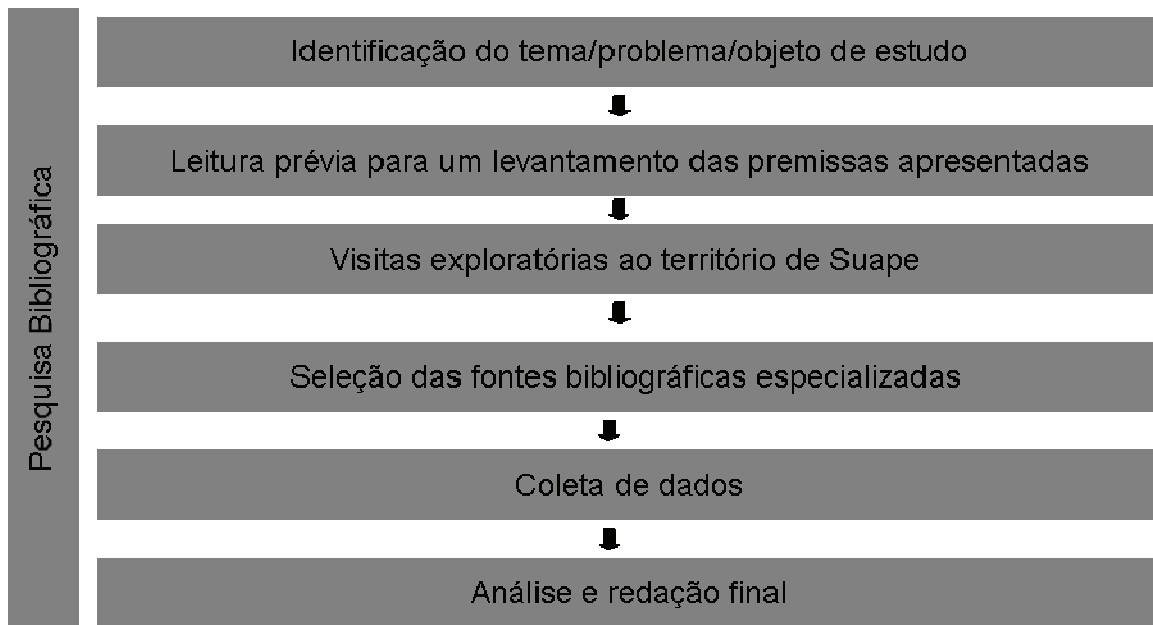 Pesquisa Bibliográfica
Identificação do tema/problema/objeto de estudo
Leitura prévia para um levantamento das premissas apresentadas
Visitas exploratórias ao território de Suape
Seleção das fontes bibliográficas especializadas
Coleta de dados
Análise e redação final